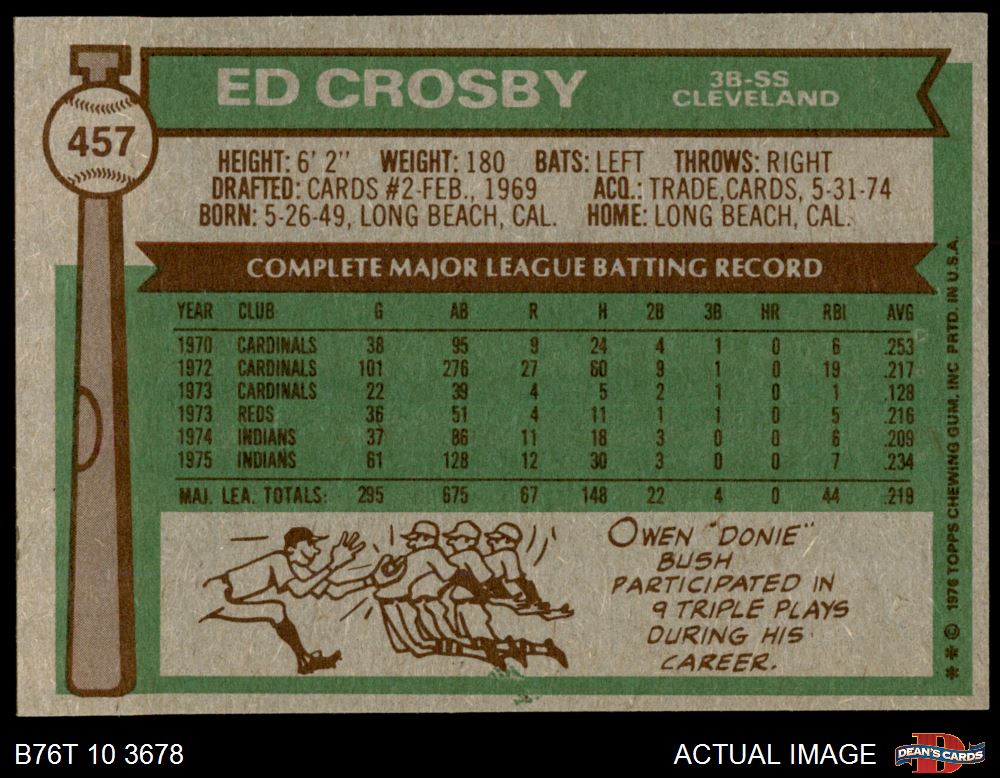 457
ED CROSBY
3B-SS
CLEVELAND
HEIGHT: 6' 2" WEIGHT: 180 BATS: LEFT THROWS: RIGHT
DRAFTED: CARDS #2-FEB., 1969 ACQ.: TRADE,CARDS, 5-31-74
BORN: 5-26-49, LONG BEACH, CAL. HOME: LONG BEACH, CAL.
COMPLETE MAJOR LEAGUE BATTING RECORD
YEAR CLUB G AB R H 2B 3B HR RBI AVG
1970 CARDINALS 38 95 9 24 4 1 0 6 .253
1972 CARDINALS 101 276 27 60 9 1 0 19 .217
1973 CARDINALS 22 39 4 5 2 1 0 1 .128
1973 REDS 36 51 4 11 1 1 0 5 .216
1974 INDIANS 37 86 11 18 3 0 0 6 .209
1975 INDIANS 61 128 12 30 3 0 0 7 .234
MAJ. LEA. TOTALS: 295 675 67 148 22 4 0 44 .219
OWEN "DONIE"
BUSH
PARTICIPATED IN
9 TRIPLE PLAYS
DURING HIS
CAREER.
* * © 1976 TOPPS CHEWING GUM, INC PRTD. IN U.S.A.
B76T 10 3678
ACTUAL IMAGE
DEAN'S CARDS